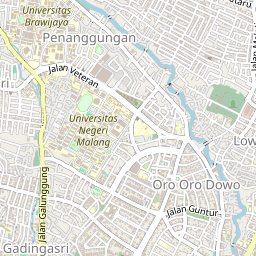 Universitas
Brawijaya
Penanggungan
Jalan Veteran
Universitas
Negeri
Malang
Oro Oro Dowo
Jalan Guntur
Jalan Galunggung
Gadingasri